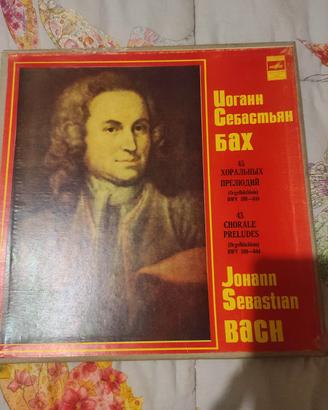 Иоганн
Себастьян
БАХ
45
ХОРАЛЬНЫХ
ПРЕЛЮДИЙ
(Orgelbüchlein)
BWV 599—644
45
CHORALE
PRELUDES
(Orgelbüchlein)
BWV 599—644
Johann
Sebastian
BACH